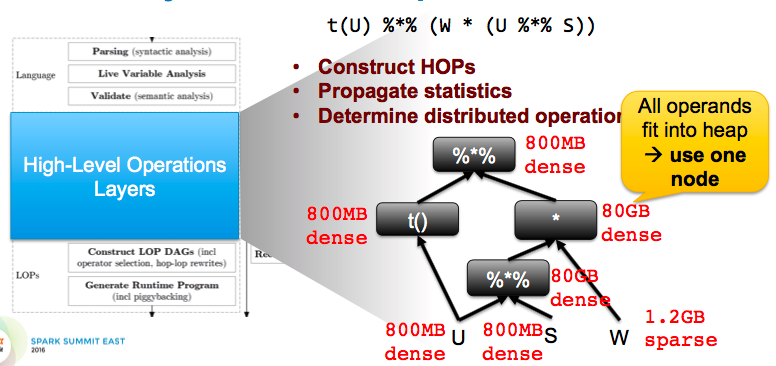 t(U) %*% (W * (U %*% S))
Parsing (syntactic analysis)
Language
Live Variable Analysis
Validate (semantic analysis)
• Construct HOPs
• Propagate statistics
• Determine distributed operation
All operands
fit into heap
→ use one
node
High-Level Operations
Layers
%*%
800MB
dense
800MB
dense
t()
*
80GB
dense
%*%
80GB
dense
Construct LOP DAGs (incl
operator selection, hop-lop rewrites)
LOPs
Generate Runtime Program
(incl piggybacking)
Rec
800MB
dense
U
800MB
dense
S
W
1.2GB
sparse
SPARK SUMMIT EAST
2016